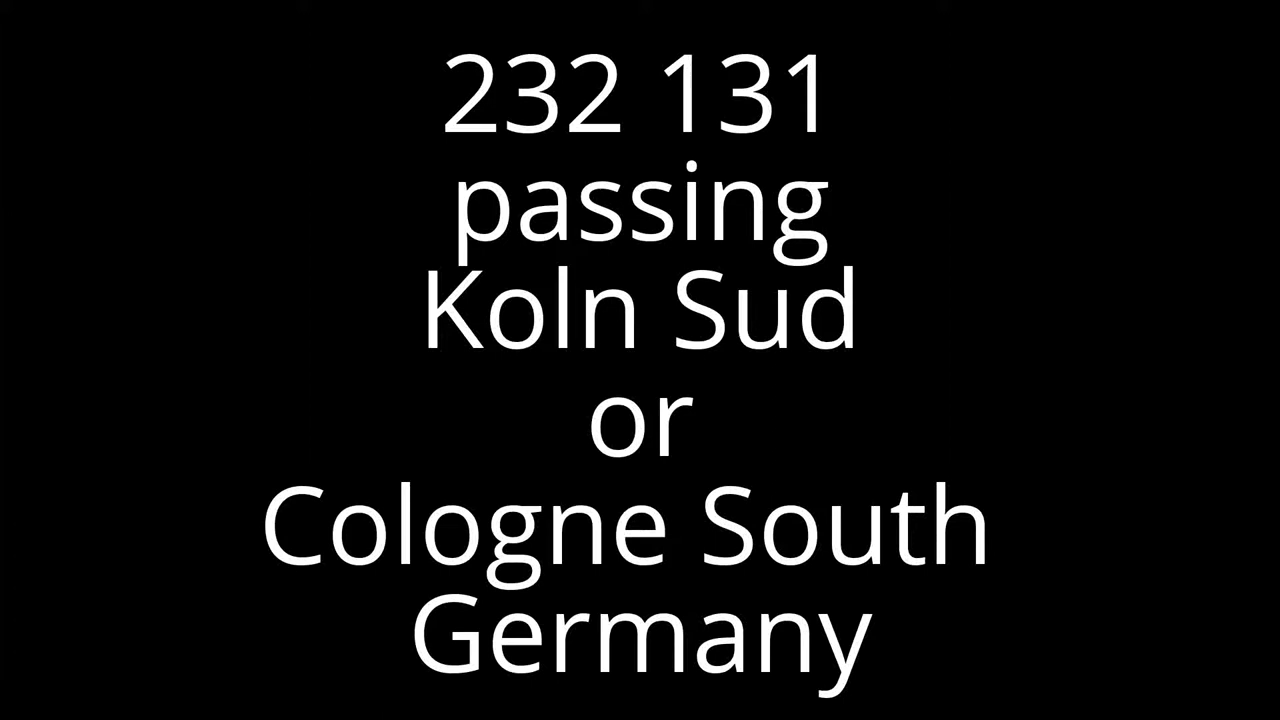 232 131
passing
Koln Sud
or
Cologne South
Germany